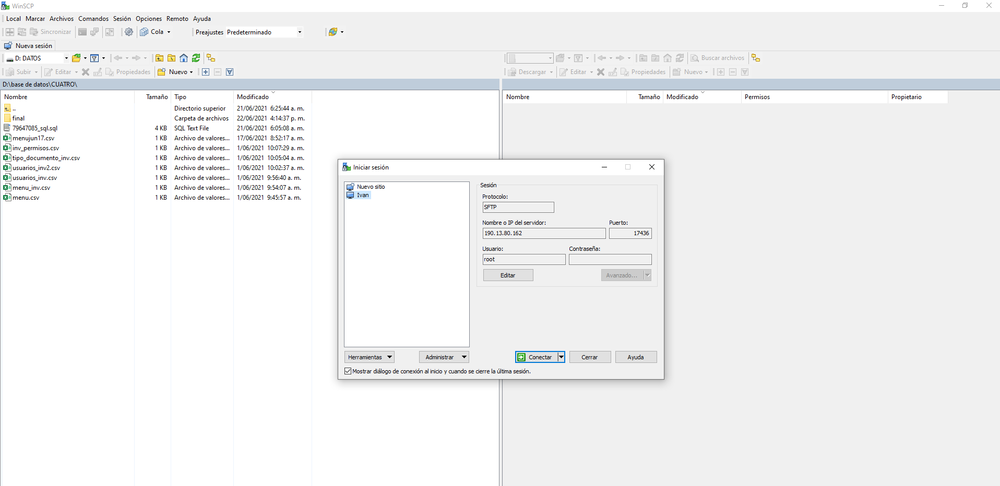 WinSCP
Local Marcar Archivos Comandos Sesión Opciones Remoto Ayuda
Sincronizar Cola Preajustes Predeterminado
Nueva sesión
D: DATOS Buscar archivos
Subir Editar Propiedades Nuevo Descargar Editar Propiedades Nuevo
D:\base de datos\CUATRO\
Nombre Tamaño Tipo Modificado Nombre Tamaño Modificado Permisos Propietario
.. Directorio superior 21/06/2021 6:25:44 a. m.
final Carpeta de archivos 22/06/2021 4:14:37 p. m.
79647085_sql.sql 4 KB SQL Text File 21/06/2021 6:05:08 a. m.
menujun17.csv 1 KB Archivo de valores... 17/06/2021 8:52:17 a. m.
inv_permisos.csv 1 KB Archivo de valores... 1/06/2021 10:07:29 a. m.
tipo_documento_inv.csv 1 KB Archivo de valores... 1/06/2021 10:05:04 a. m.
usuarios_inv2.csv 1 KB Archivo de valores... 1/06/2021 10:02:37 a. m.
usuarios_inv.csv 1 KB Archivo de valores... 1/06/2021 9:56:40 a. m.
menu_inv.csv 1 KB Archivo de valores... 1/06/2021 9:54:07 a. m.
menu.csv 1 KB Archivo de valores... 1/06/2021 9:45:57 a. m.
Iniciar sesión
Nuevo sitio
Ivan
Sesión
Protocolo:
SFTP
Nombre o IP del servidor: Puerto:
190.13.80.162 17436
Usuario: Contraseña:
root
Editar Avanzado...
Herramientas Administrar Conectar Cerrar Ayuda
Mostrar diálogo de conexión al inicio y cuando se cierre la última sesión.